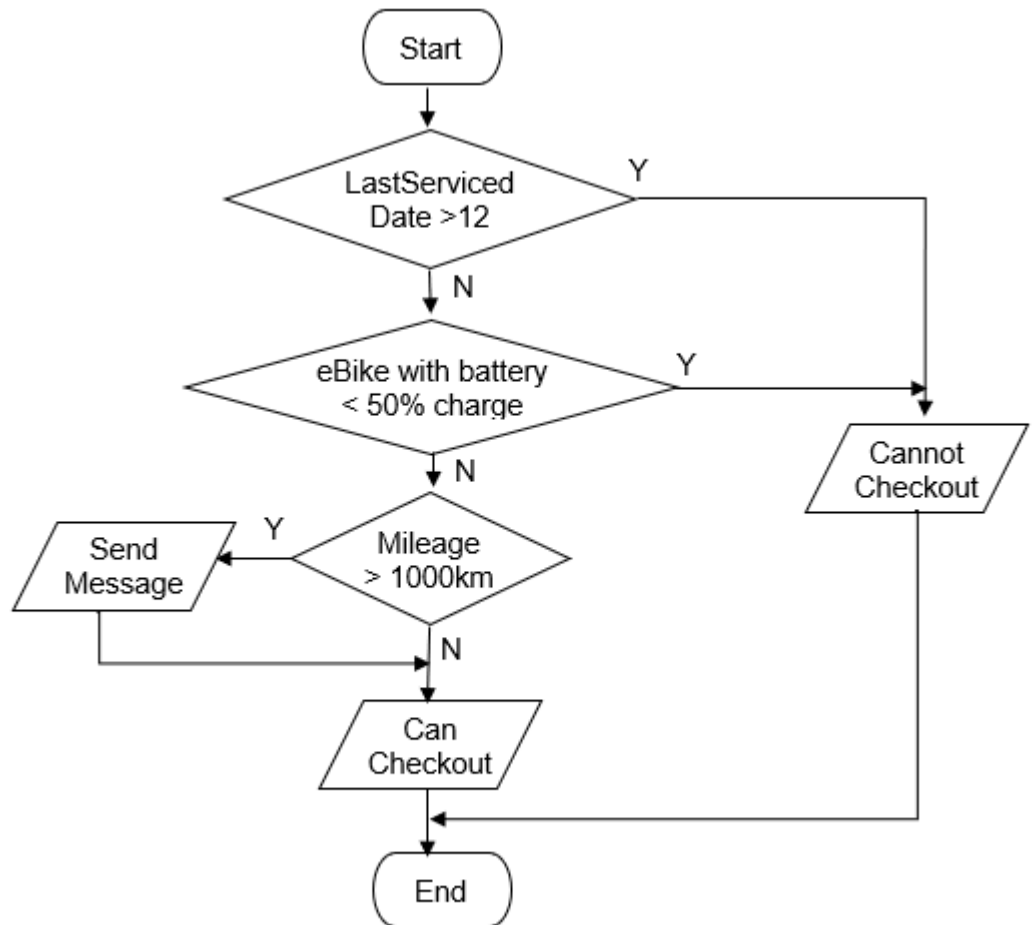 Start
LastServiced
Date >12
Y
N
eBike with battery
< 50% charge
Y
N
Cannot
Checkout
Mileage
> 1000km
Y
Send
Message
N
Can
Checkout
End